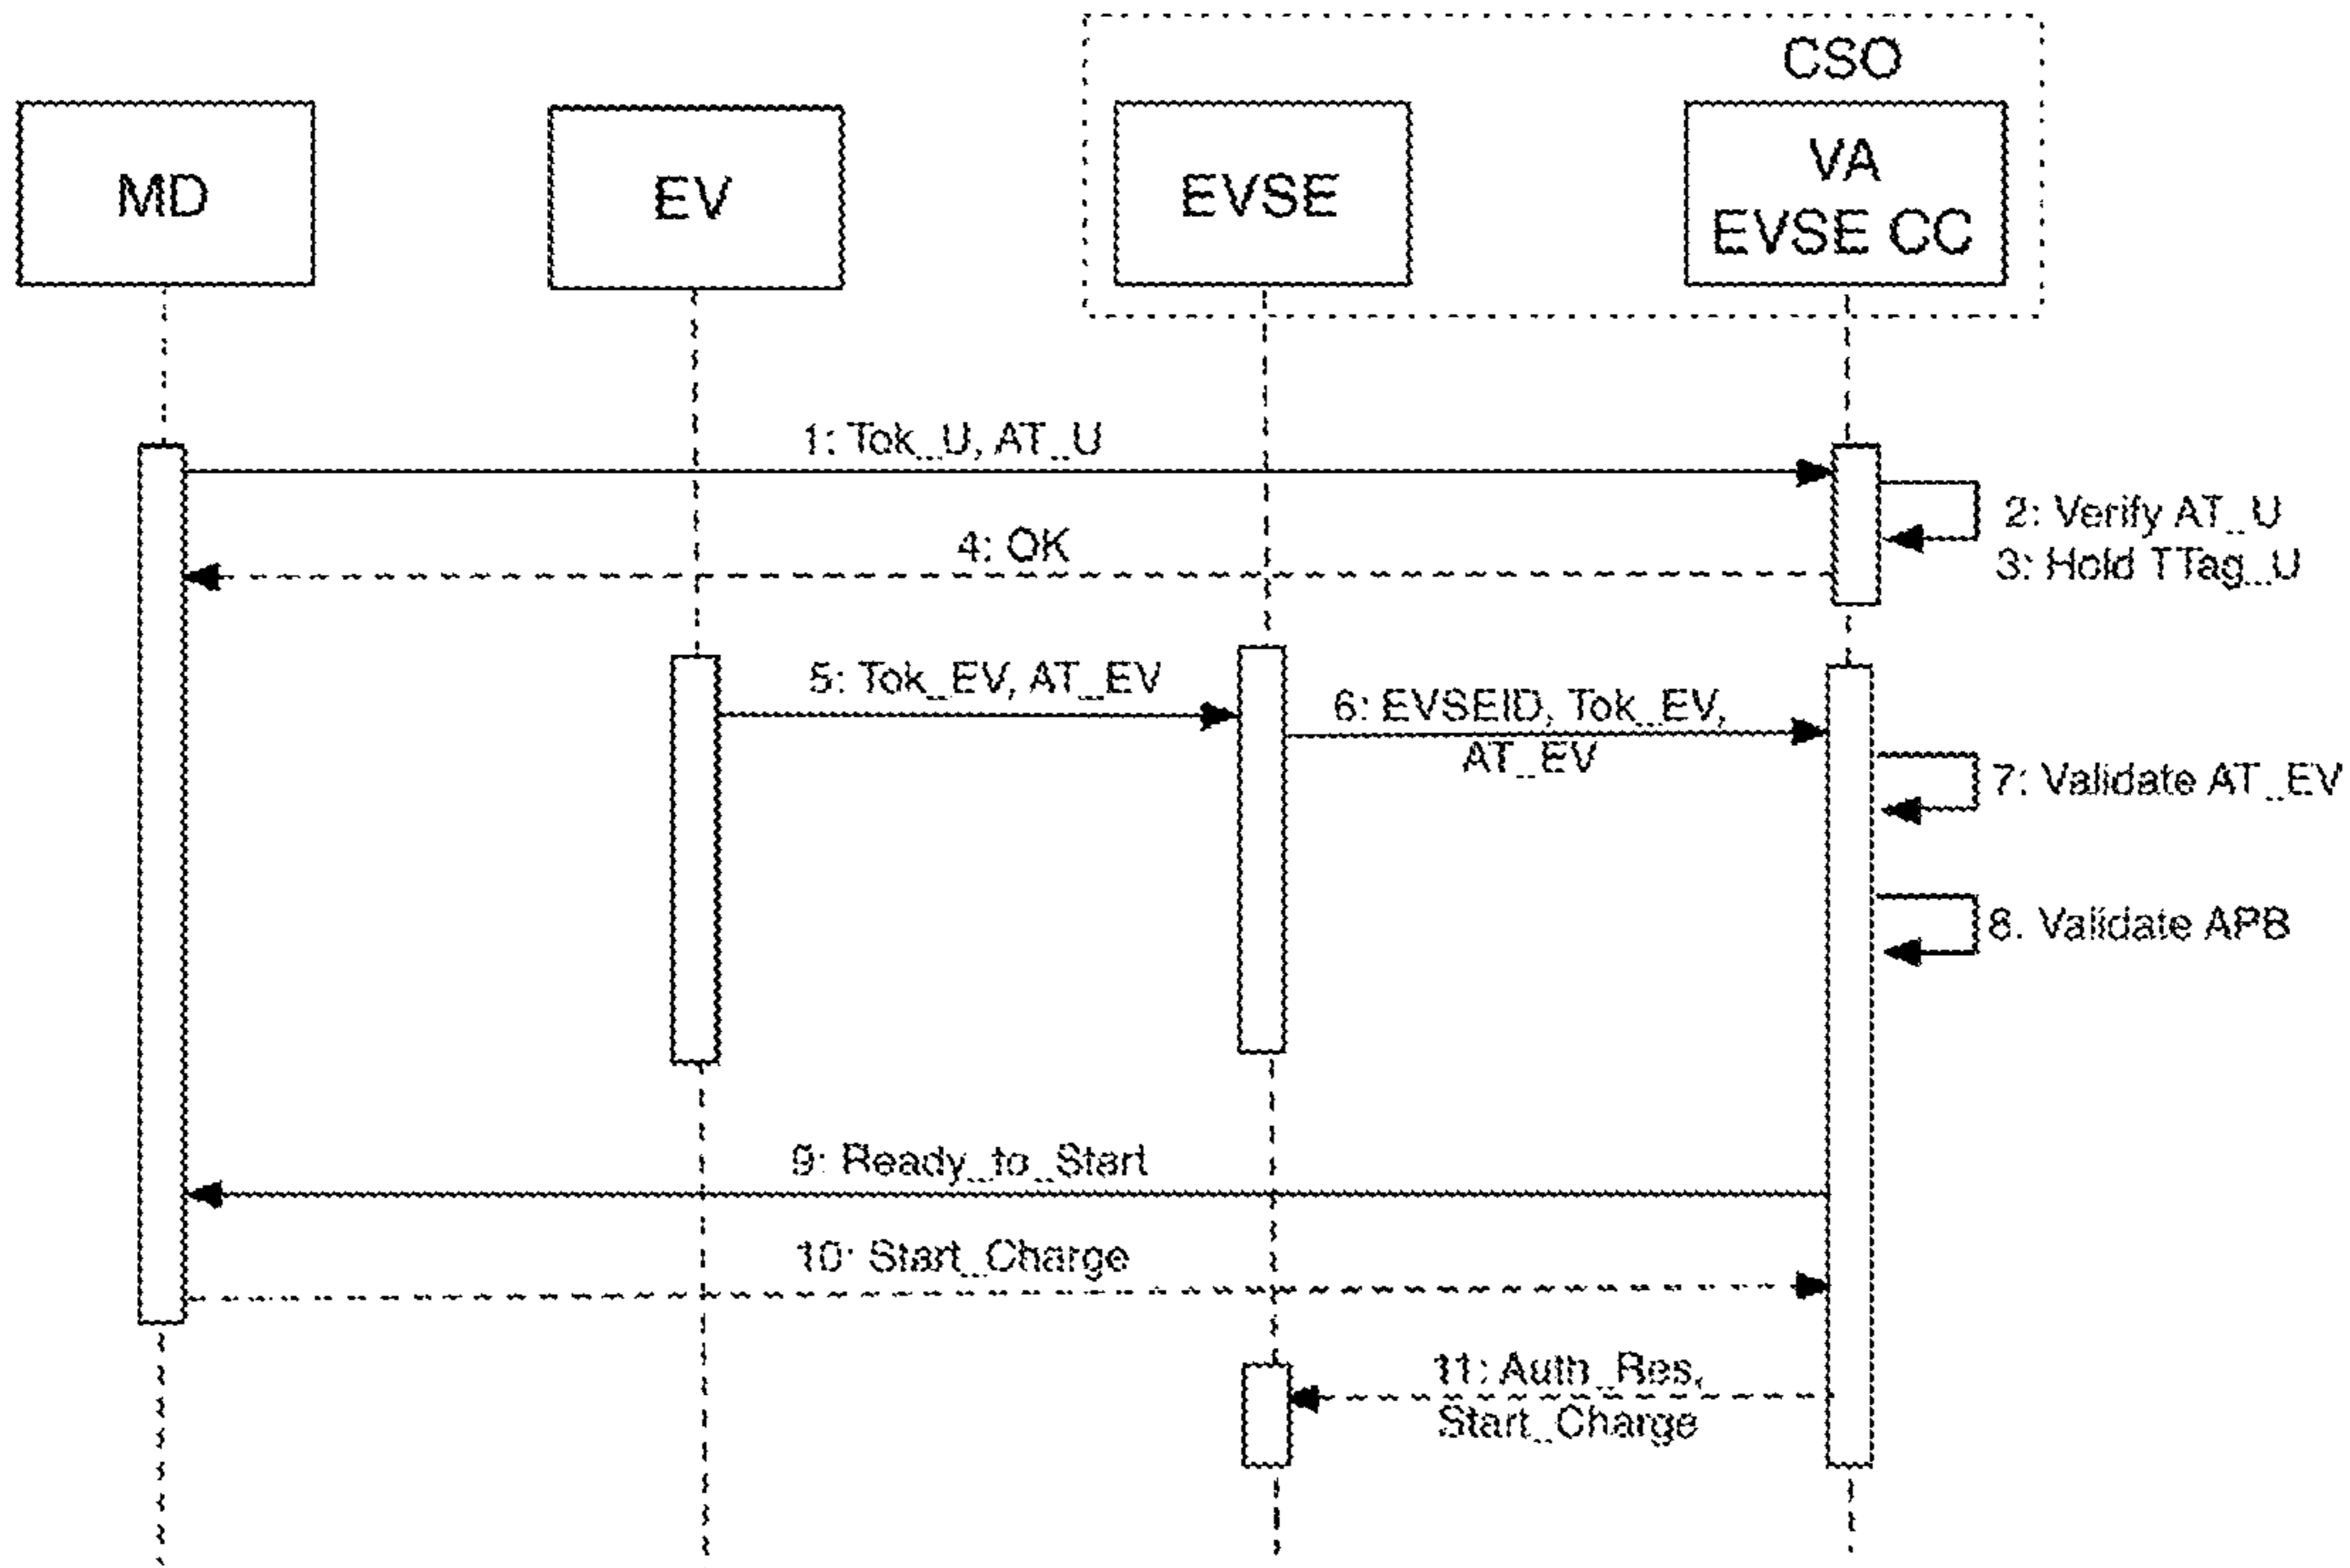 CSO
MD
EV
EVSE
VA
EVSE CC
1: Tok_U, AT_U
2: Verify AT_U
4: OK
3: Hold TTag_U
5: Tok_EV, AT_EV
6: EVSEID, Tok_EV,
AT_EV
7: Validate AT_EV
8. Validate APB
9: Ready_to_Start
10: Start_Charge
11: Auth_Res,
Start_Charge